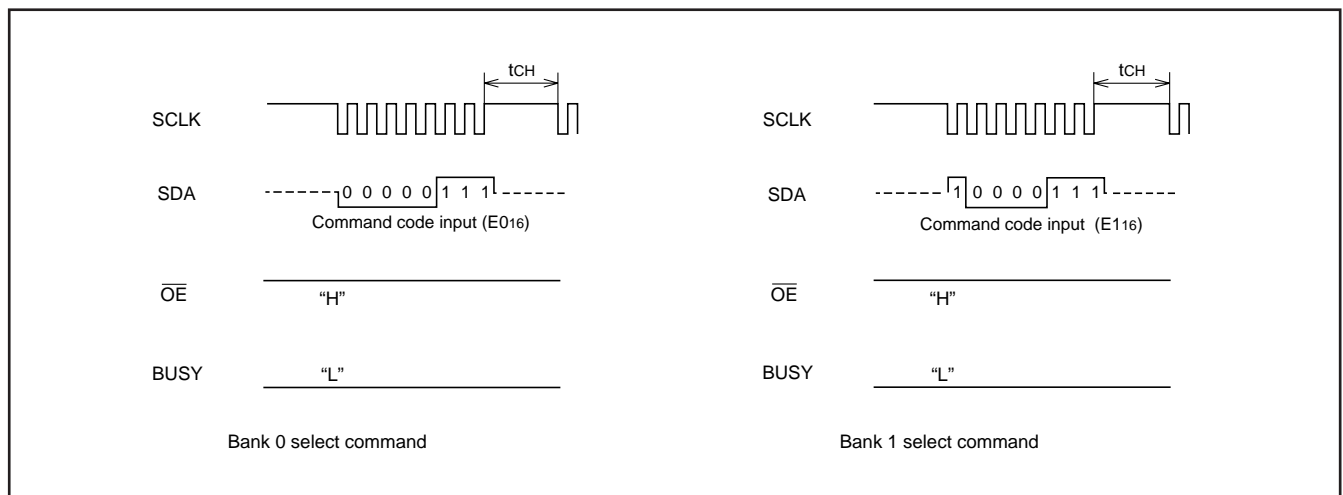 tCH
SCLK
SDA
0 0 0 0 0 1 1 1
Command code input (E016)
OE
“H”
BUSY
“L”
Bank 0 select command
tCH
SCLK
SDA
1 0 0 0 0 1 1 1
Command code input (E116)
OE
“H”
BUSY
“L”
Bank 1 select command